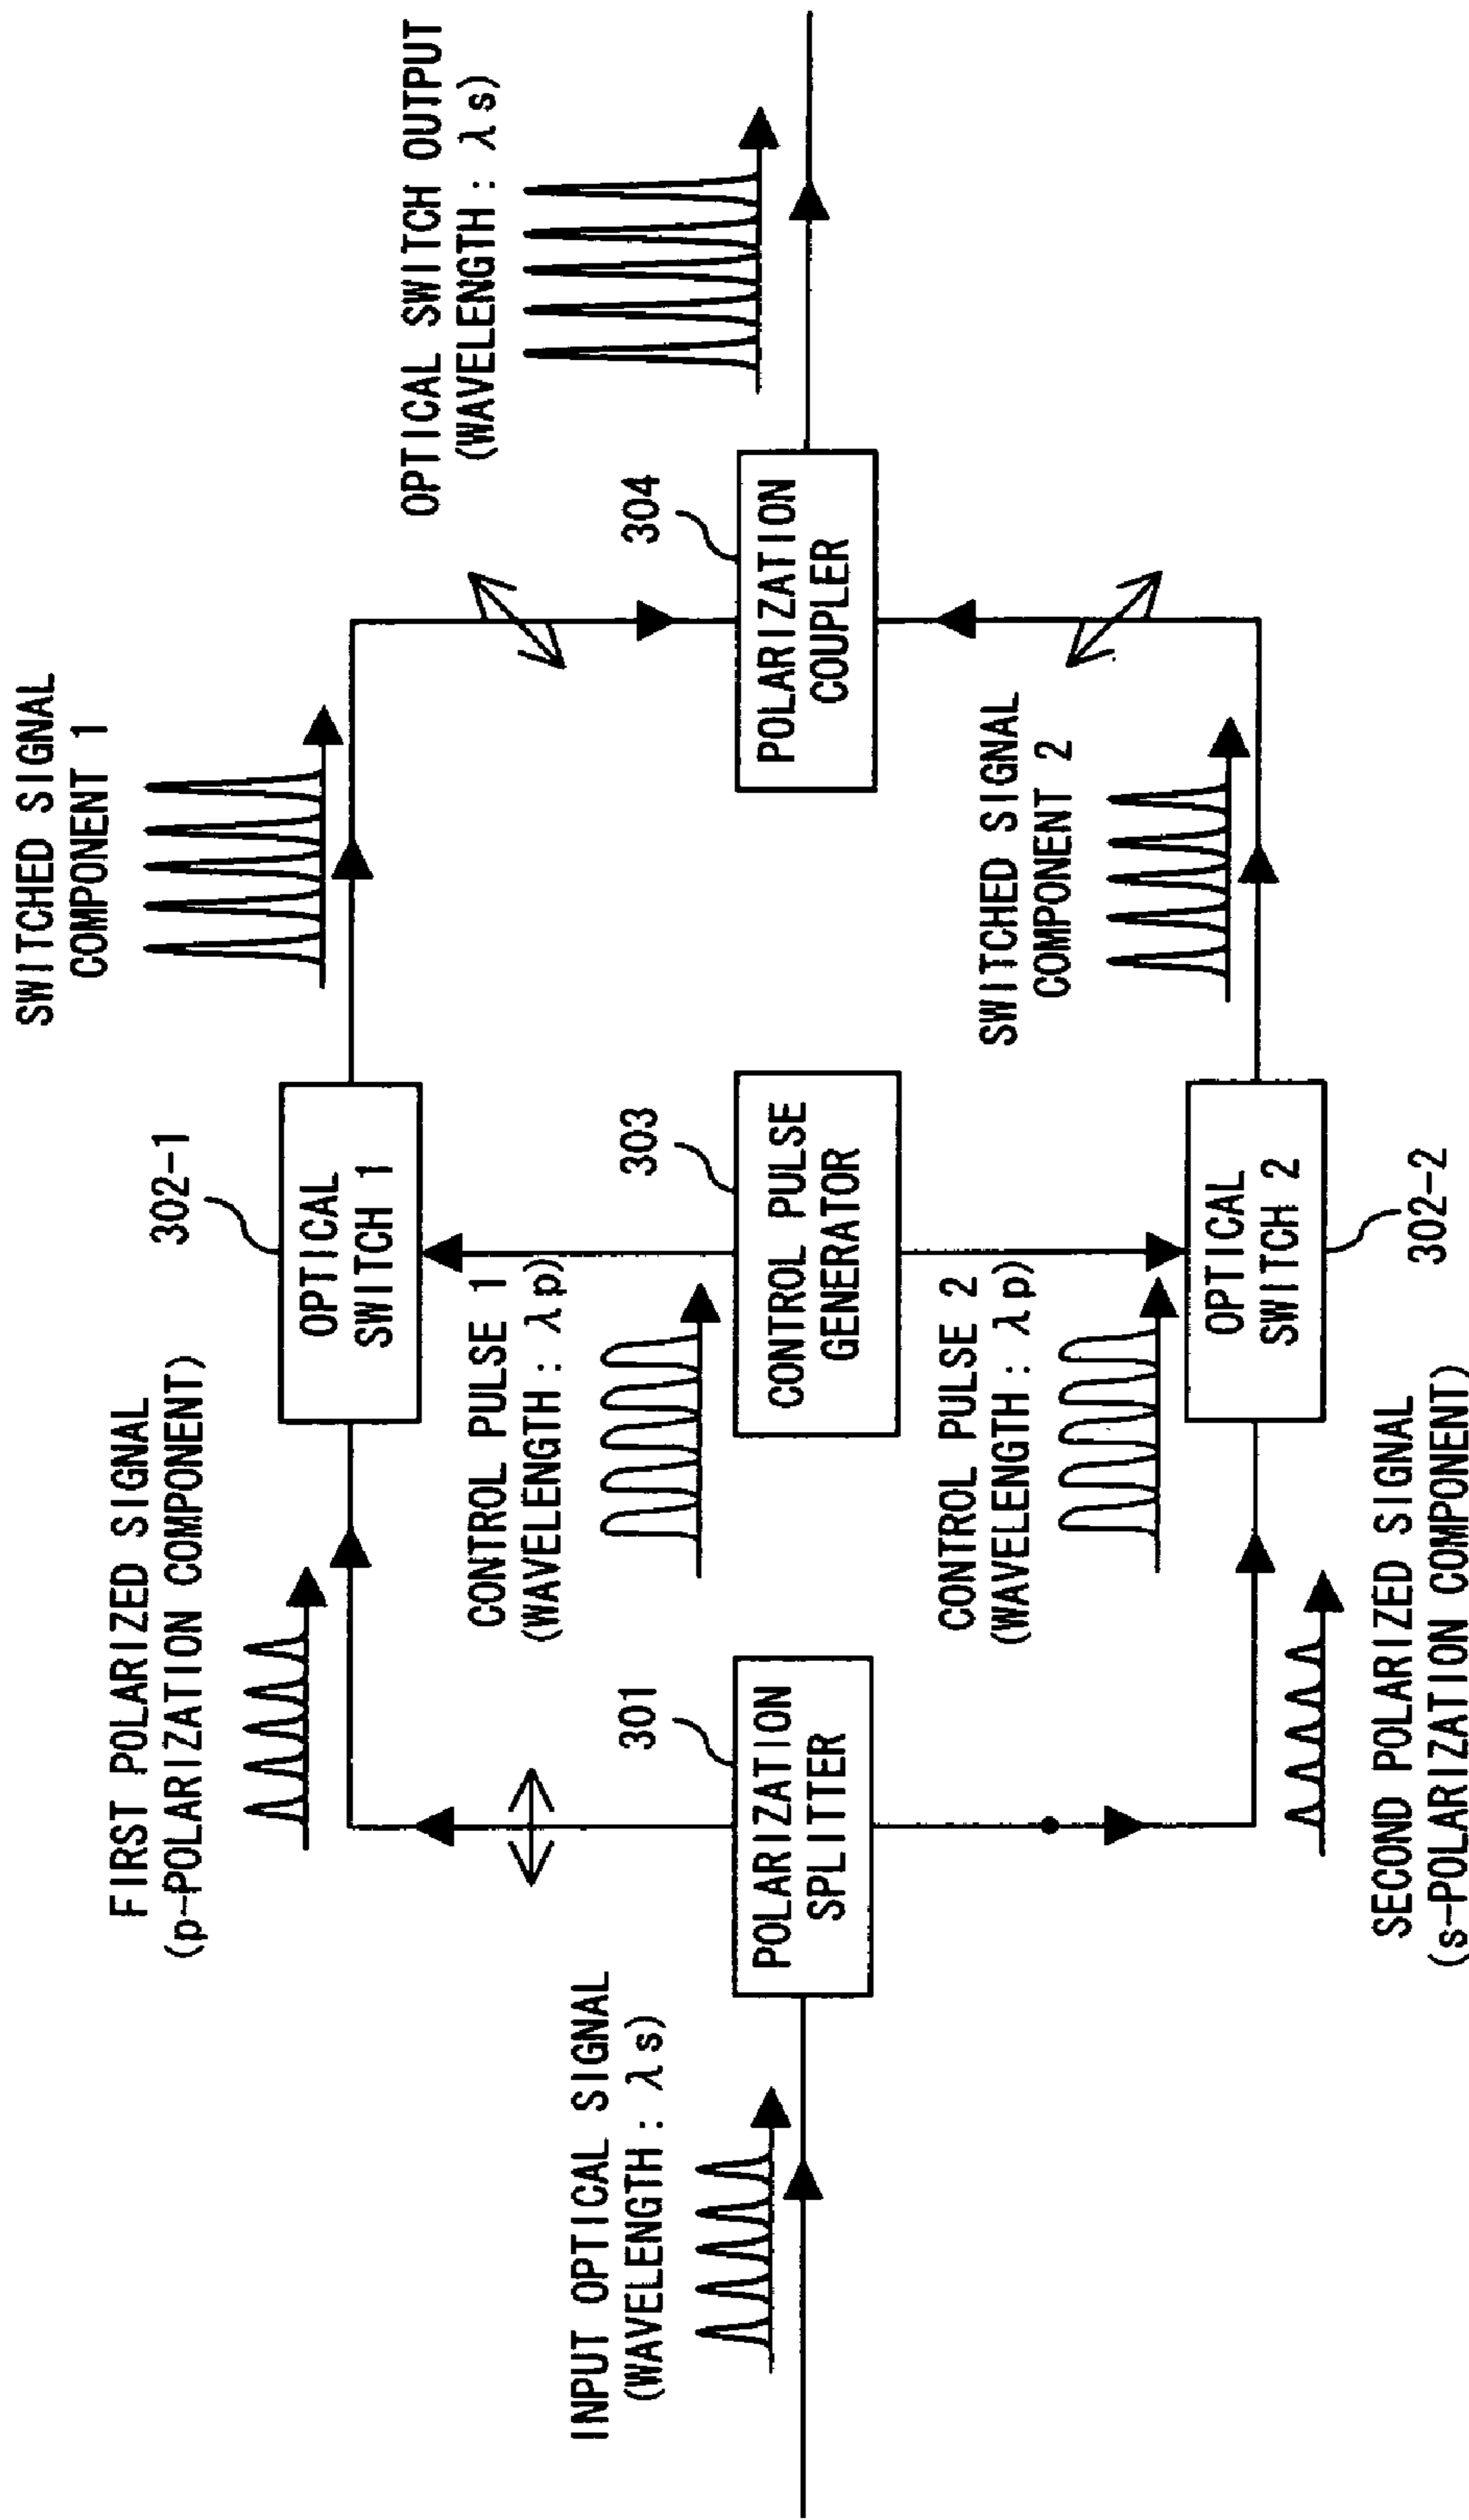 INPUT OPTICAL SIGNAL
(WAVELENGTH: λs)
301
POLARIZATION
SPLITTER
FIRST POLARIZED SIGNAL
(p-POLARIZATION COMPONENT)
SECOND POLARIZED SIGNAL
(s-POLARIZATION COMPONENT)
302-1
OPTICAL
SWITCH 1
CONTROL PULSE 1
(WAVELENGTH: λp)
303
CONTROL PULSE
GENERATOR
CONTROL PULSE 2
(WAVELENGTH: λp)
OPTICAL
SWITCH 2
302-2
SWITCHED SIGNAL
COMPONENT 1
SWITCHED SIGNAL
COMPONENT 2
304
POLARIZATION
COUPLER
OPTICAL SWITCH OUTPUT
(WAVELENGTH: λs)